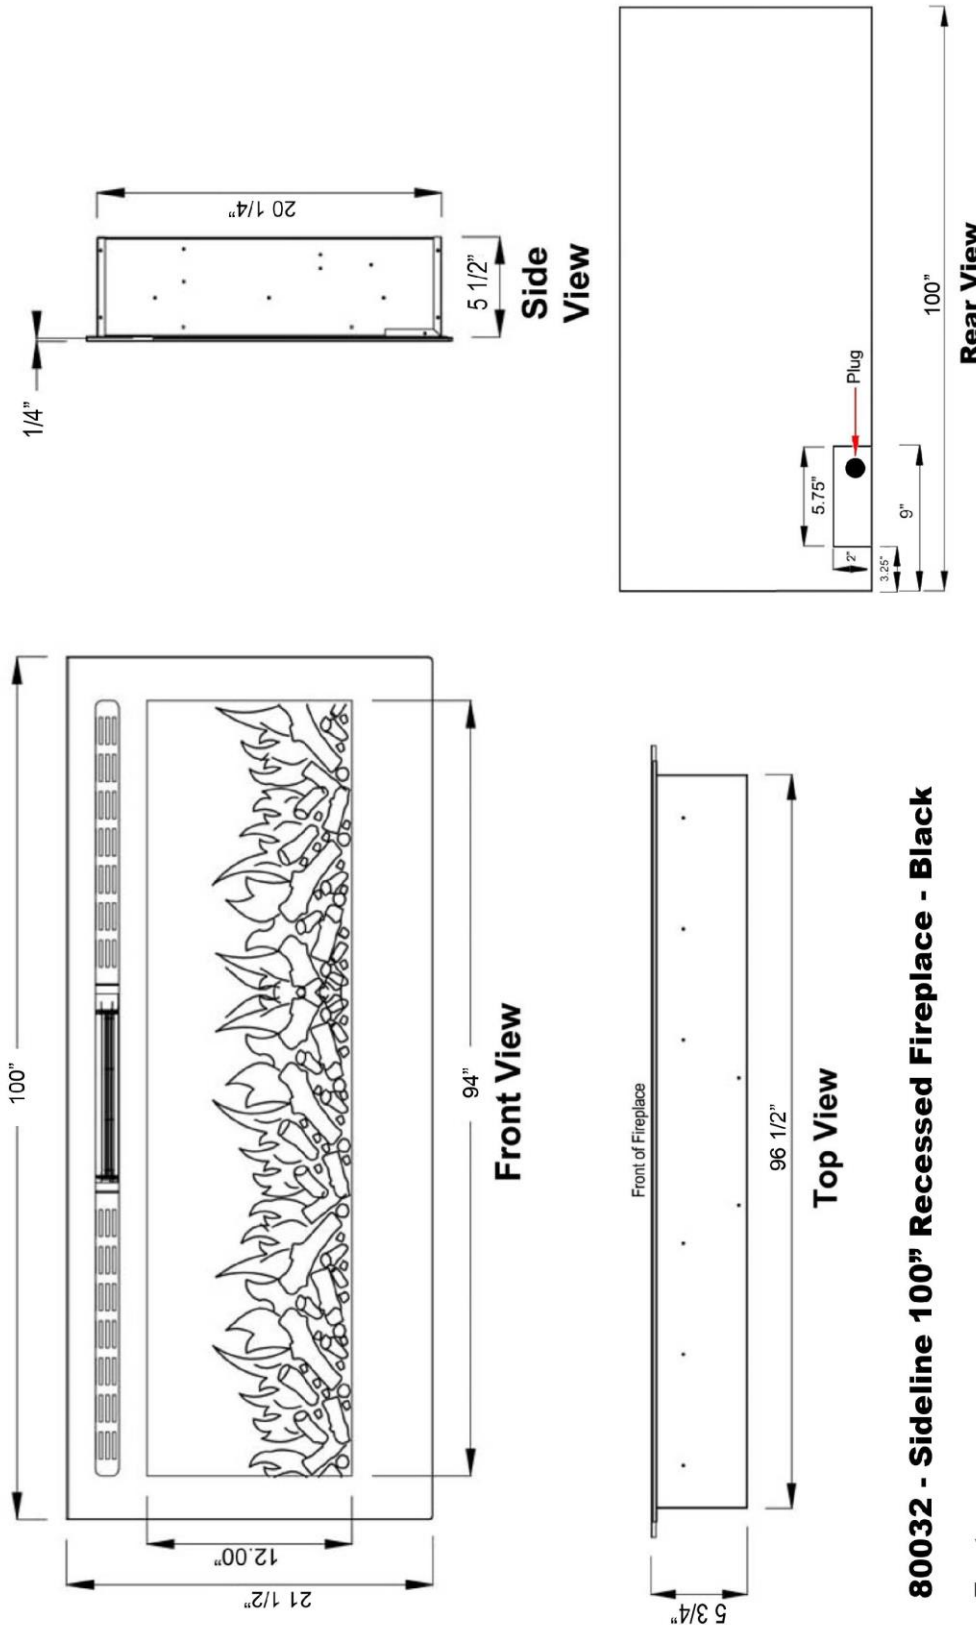 100”
21 1/2”
12.00”
94”
Front View
1/4”
20 1/4”
5 1/2”
Side
View
Front of Fireplace
5 3/4”
96 1/2”
Top View
Plug
5.75"
2"
3.25"
9"
100”
Rear View
80032 - Sideline 100” Recessed Fireplace - Black